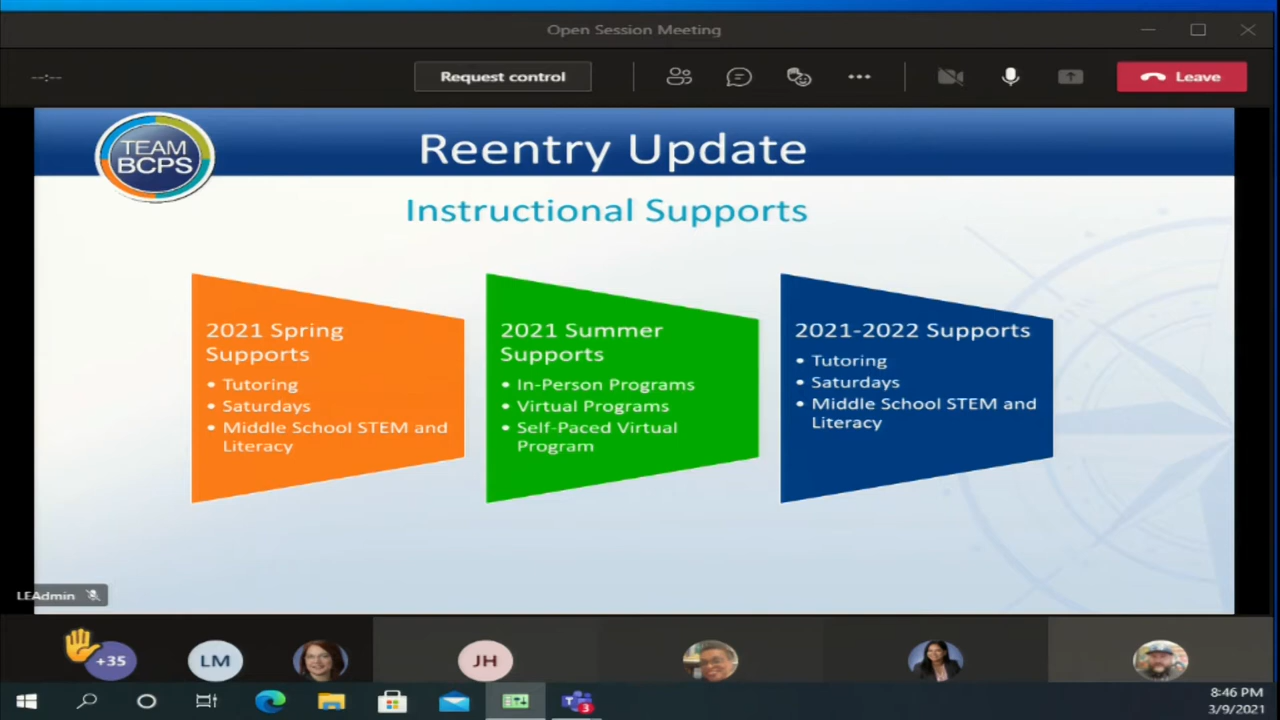 Open Session Meeting
--:--
Request control
Leave
TEAM
BCPS
Reentry Update
Instructional Supports
2021 Spring
Supports
• Tutoring
• Saturdays
• Middle School STEM and
Literacy
2021 Summer
Supports
• In-Person Programs
• Virtual Programs
• Self-Paced Virtual
Program
2021-2022 Supports
• Tutoring
• Saturdays
• Middle School STEM and
Literacy
LEAdmin
+35
LM
JH
T
3
8:46 PM
3/9/2021